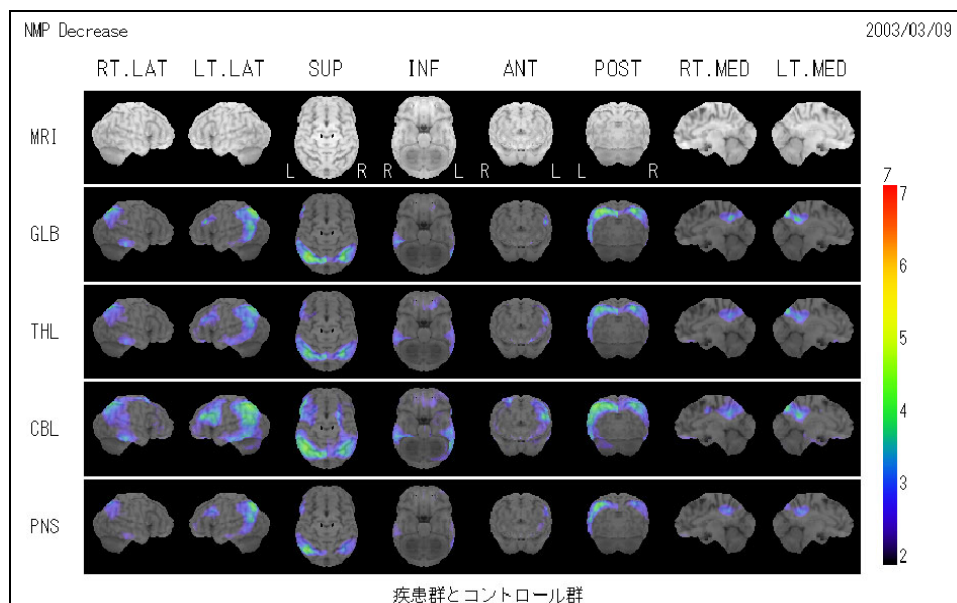 NMP Decrease 2003/03/09
RT.LAT LT.LAT SUP INF ANT POST RT.MED LT.MED
MRI
L R R L R L L R
7
7
GLB
6
THL
5
CBL
4
3
PNS
2
疾患群とコントロール群